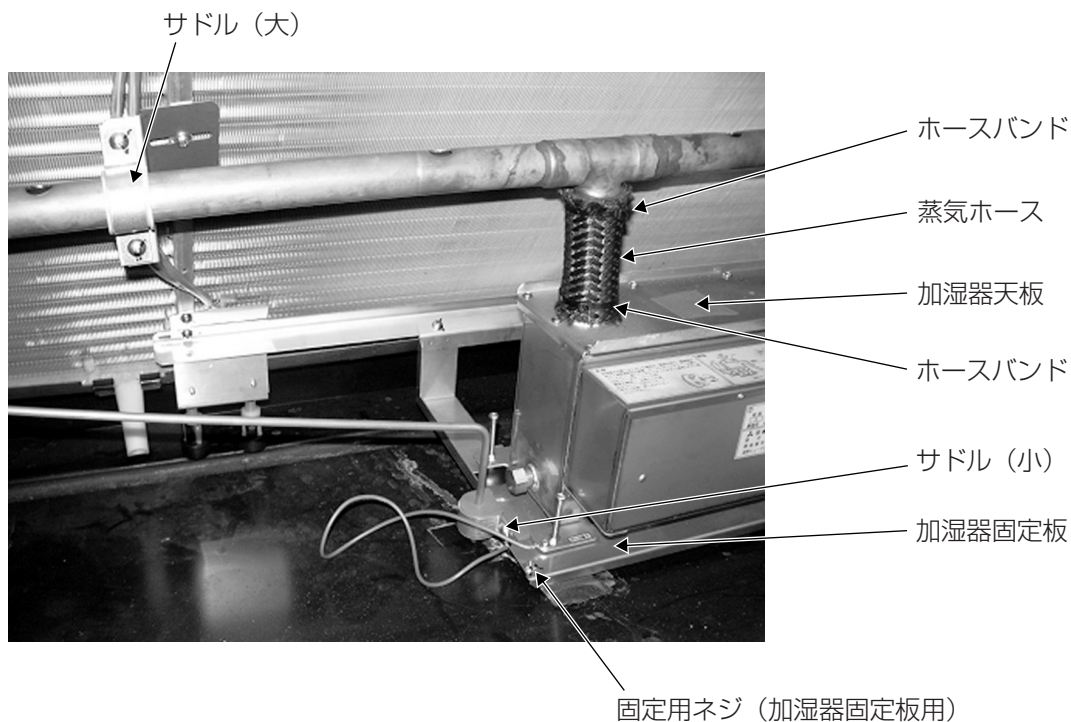 サドル（大）
ホースバンド
蒸気ホース
加湿器天板
ホースバンド
サドル（小）
加湿器固定板
固定用ネジ（加湿器固定板用）